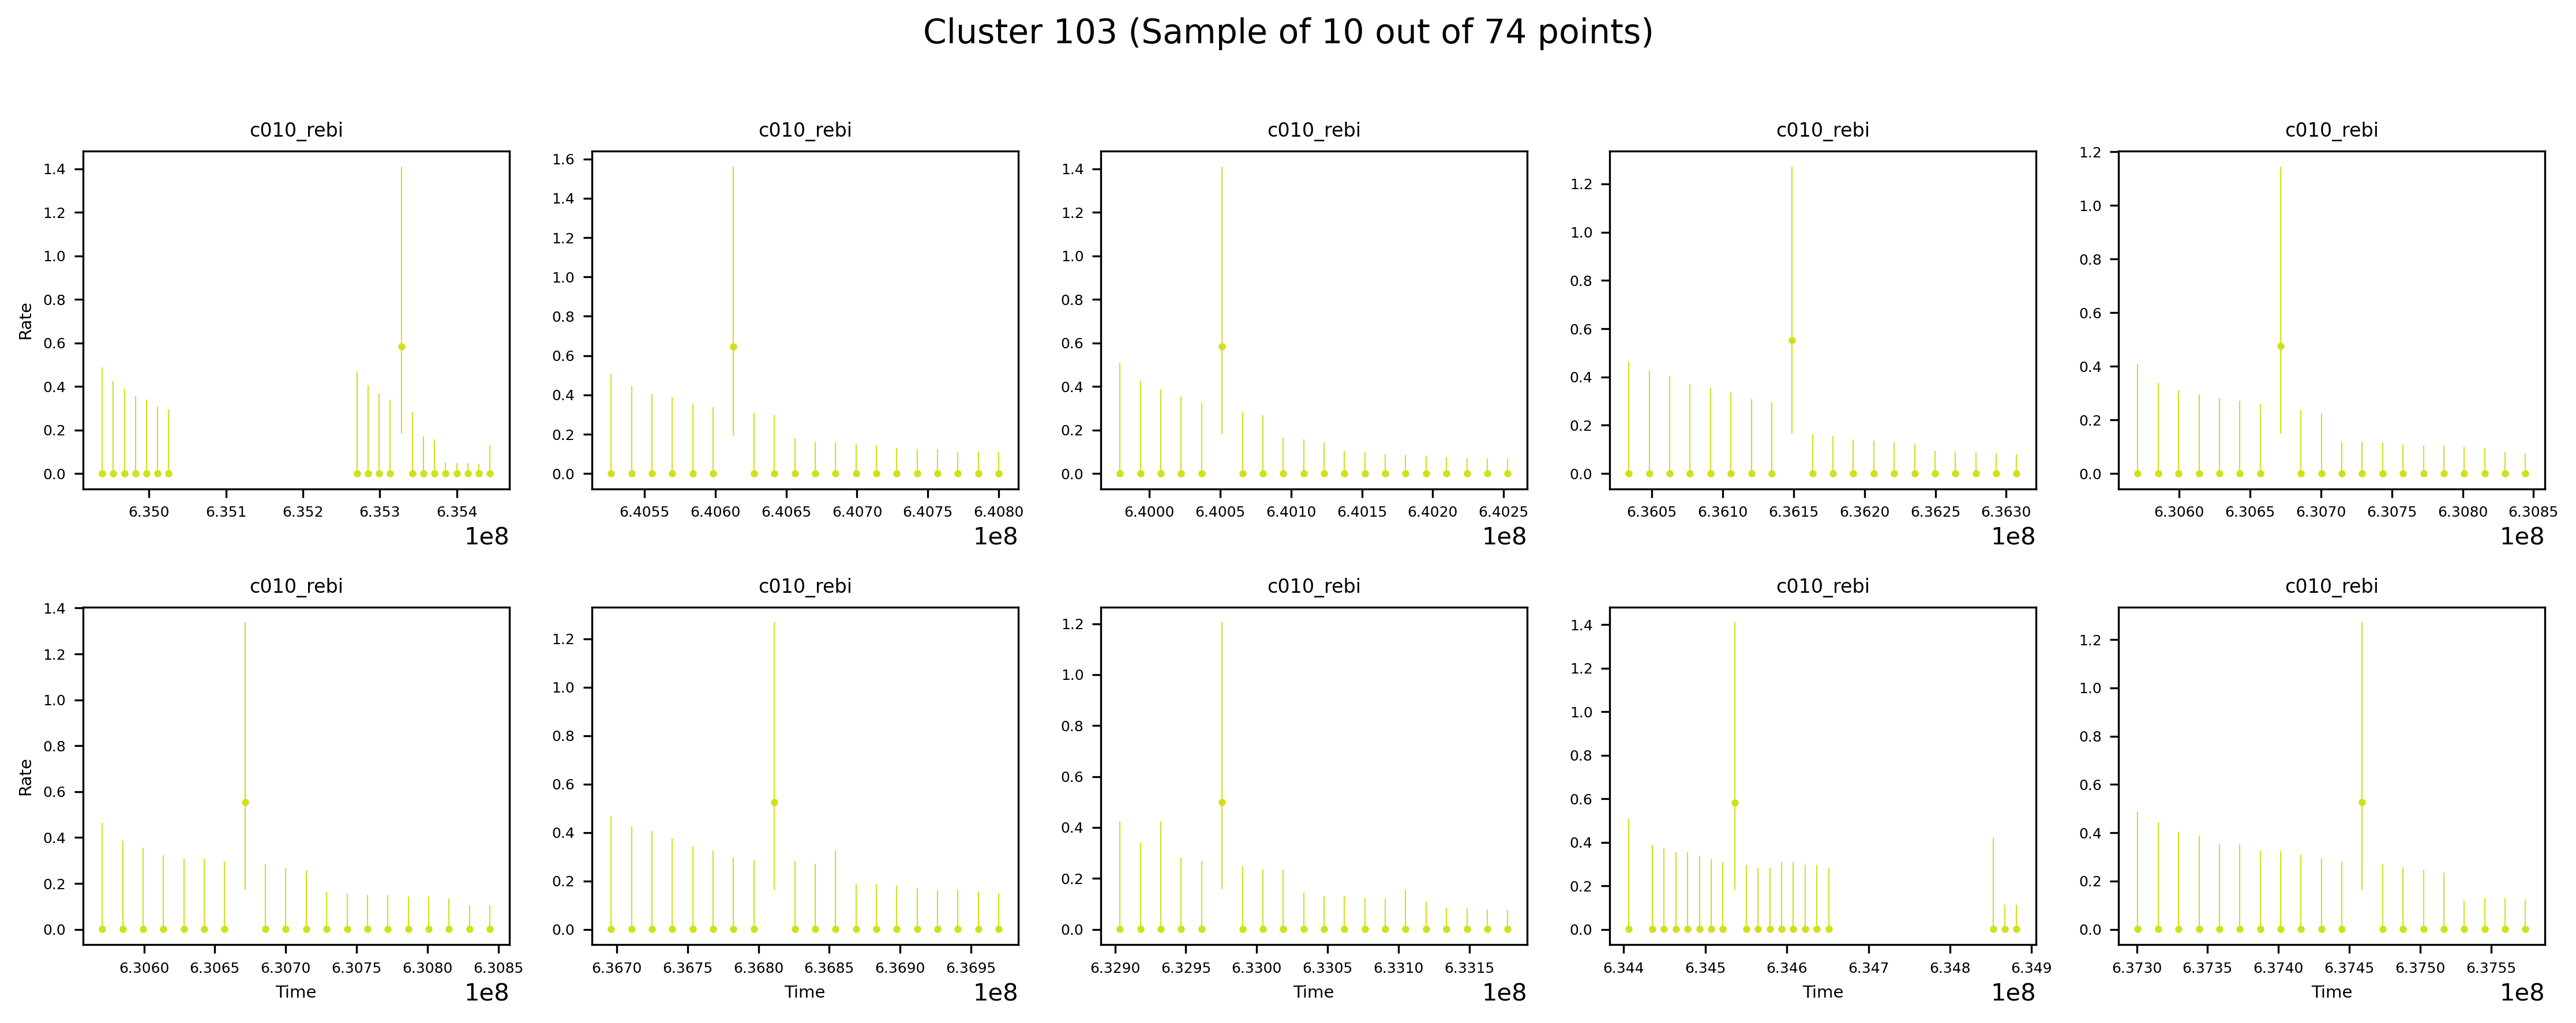 Cluster 103 (Sample of 10 out of 74 points)
c010_rebi c010_rebi c010_rebi c010_rebi c010_rebi
Rate
1.4 1.2 1.0 0.8 0.6 0.4 0.2 0.0
6.350 6.351 6.352 6.353 6.354
1e8
1.6 1.4 1.2 1.0 0.8 0.6 0.4 0.2 0.0
6.4055 6.4060 6.4065 6.4070 6.4075 6.4080
1e8
1.4 1.2 1.0 0.8 0.6 0.4 0.2 0.0
6.4000 6.4005 6.4010 6.4015 6.4020 6.4025
1e8
1.2 1.0 0.8 0.6 0.4 0.2 0.0
6.3605 6.3610 6.3615 6.3620 6.3625 6.3630
1e8
1.2 1.0 0.8 0.6 0.4 0.2 0.0
6.3060 6.3065 6.3070 6.3075 6.3080 6.3085
1e8
c010_rebi c010_rebi c010_rebi c010_rebi c010_rebi
Rate
1.4 1.2 1.0 0.8 0.6 0.4 0.2 0.0
6.3060 6.3065 6.3070 6.3075 6.3080 6.3085
Time
1e8
1.2 1.0 0.8 0.6 0.4 0.2 0.0
6.3670 6.3675 6.3680 6.3685 6.3690 6.3695
Time
1e8
1.2 1.0 0.8 0.6 0.4 0.2 0.0
6.3290 6.3295 6.3300 6.3305 6.3310 6.3315
Time
1e8
1.4 1.2 1.0 0.8 0.6 0.4 0.2 0.0
6.344 6.345 6.346 6.347 6.348 6.349
Time
1e8
1.2 1.0 0.8 0.6 0.4 0.2 0.0
6.3730 6.3735 6.3740 6.3745 6.3750 6.3755
Time
1e8